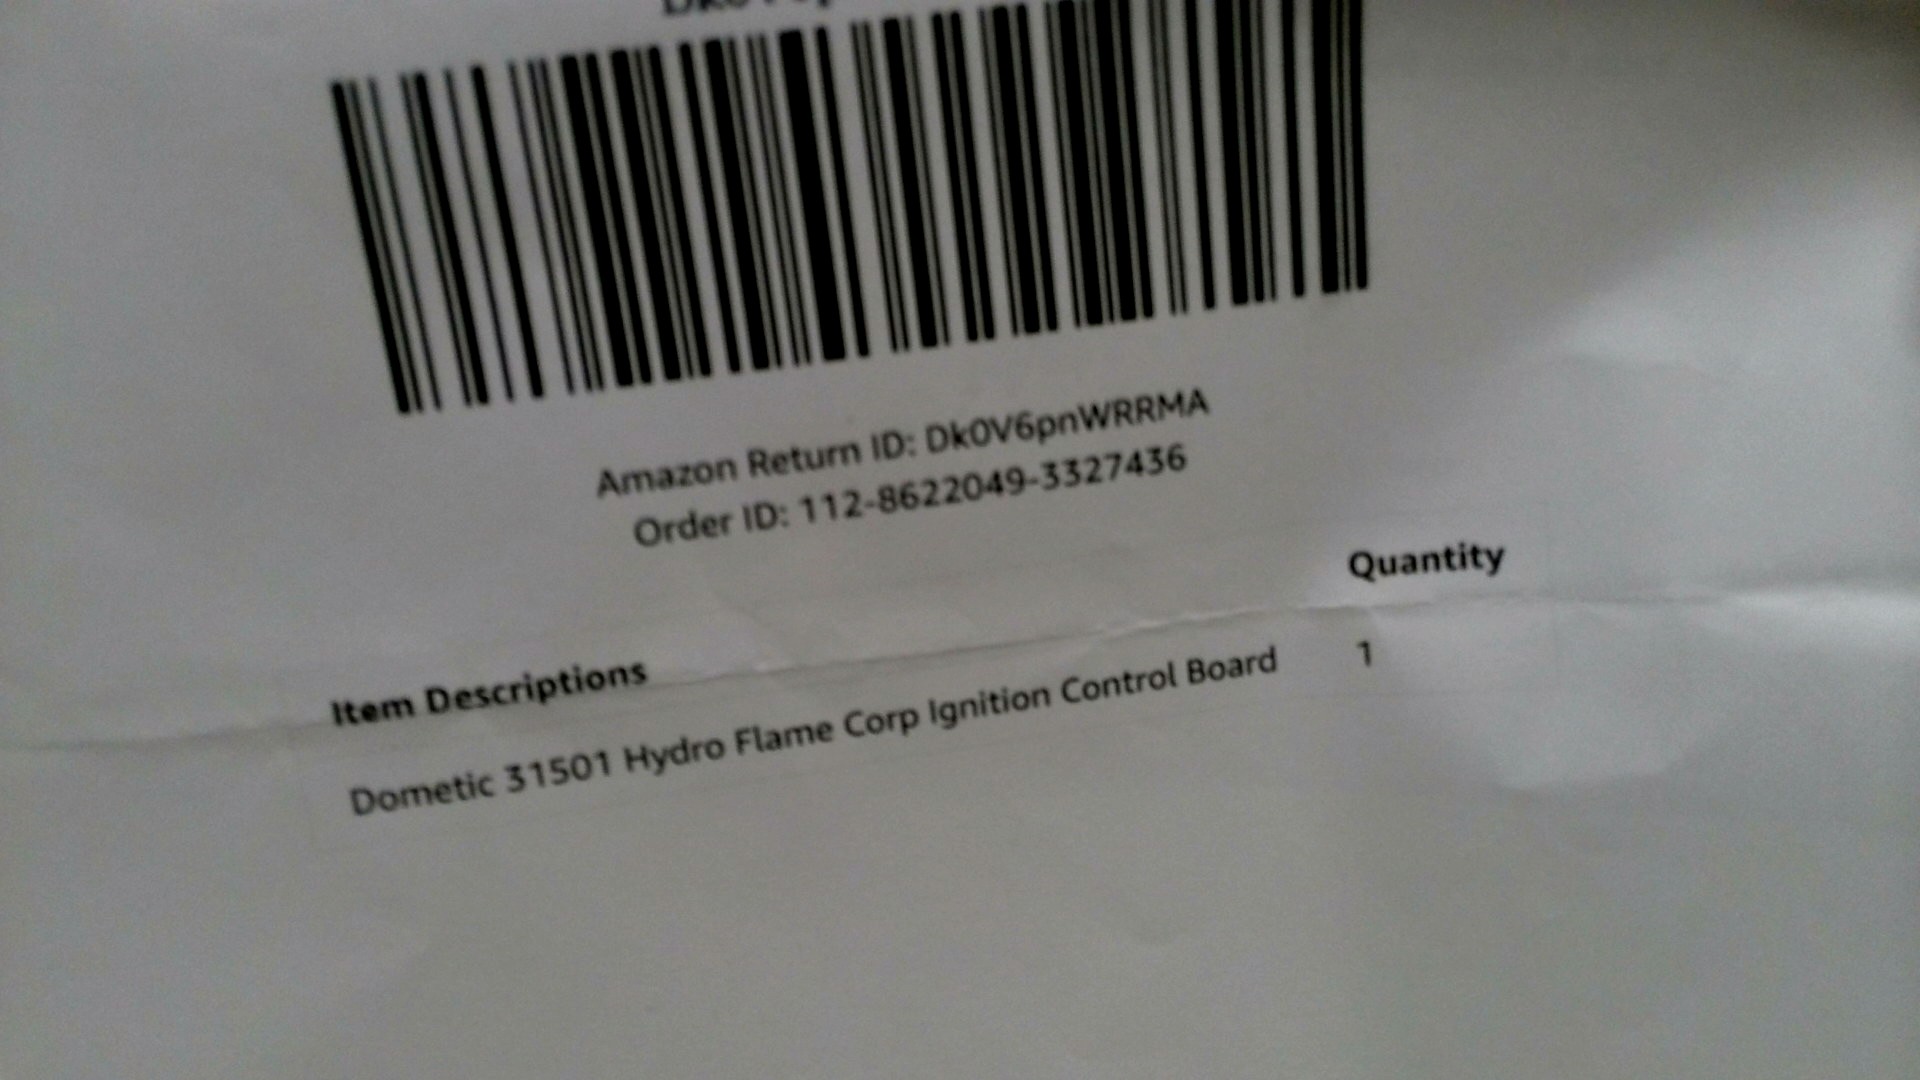 Amazon Return ID: Dk0V6pnWRRMA
Order ID: 112-8622049-3327436
Item Descriptions Quantity
Dometic 31501 Hydro Flame Corp Ignition Control Board 1